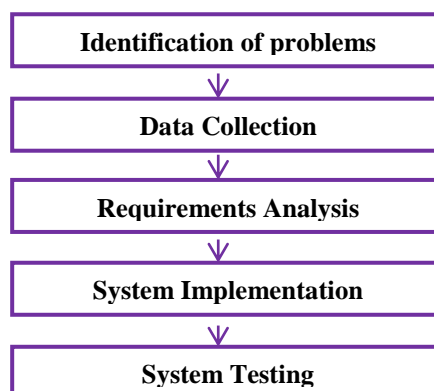 Identification of problems
Data Collection
Requirements Analysis
System Implementation
System Testing